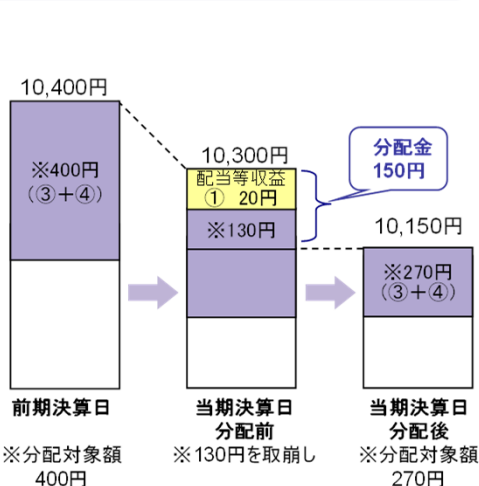 10,400円
※400円
(③+④)
10,300円
配当等収益
① 20円
※130円
分配金
150円
10,150円
※270円
(③+④)
前期決算日
※分配対象額
400円
当期決算日
分配前
※130円を取崩し
当期決算日
分配後
※分配対象額
270円